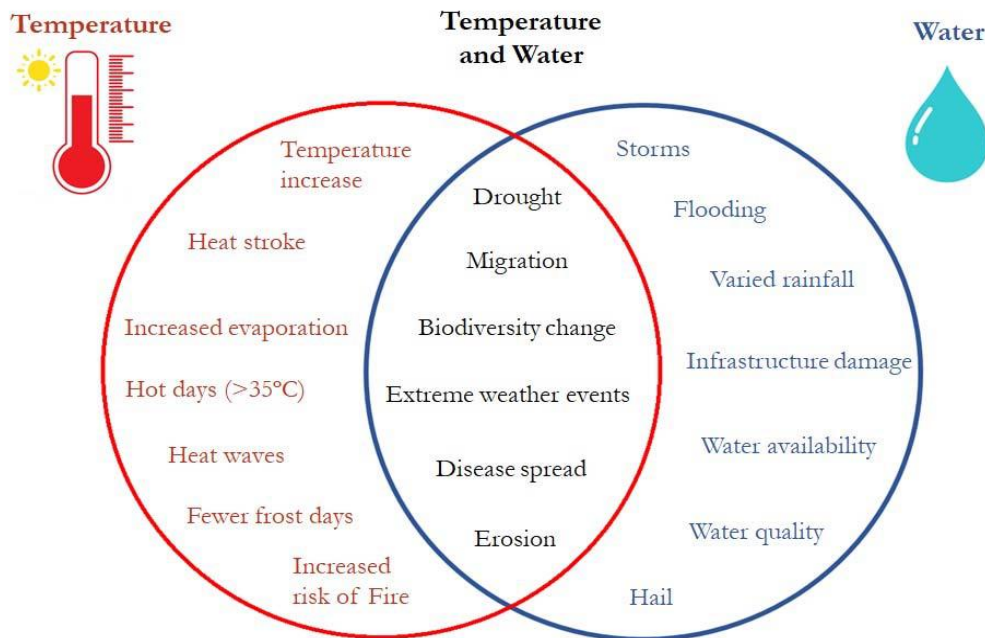 Temperature
Temperature
and Water
Water
Temperature
increase
Heat stroke
Increased evaporation
Hot days (>35°C)
Heat waves
Fewer frost days
Increased
risk of Fire
Drought
Migration
Biodiversity change
Extreme weather events
Disease spread
Erosion
Storms
Flooding
Varied rainfall
Infrastructure damage
Water availability
Water quality
Hail